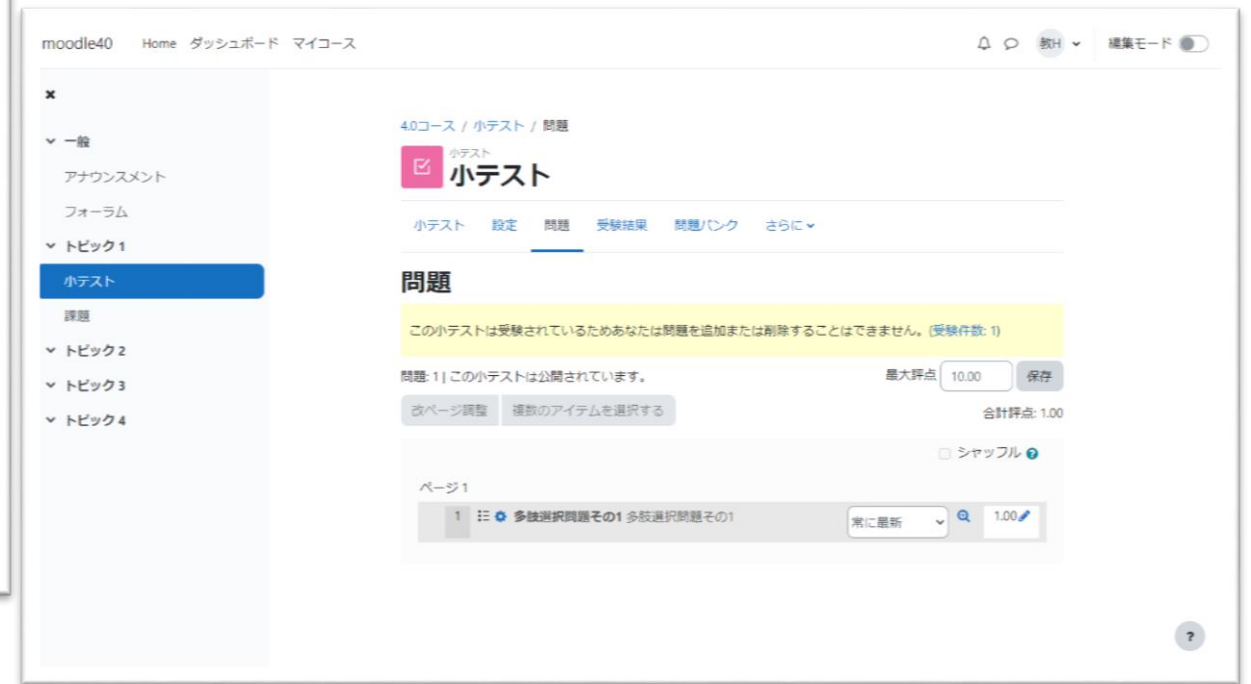 moodle40 Home ダッシュボード マイコース 教H 編集モード
一般
アナウンスメント
フォーラム
トピック 1
小テスト
課題
トピック 2
トピック 3
トピック 4
4.0コース / 小テスト / 問題
小テスト
小テスト
小テスト 設定 問題 受験結果 問題バンク さらに
問題
この小テストは受験されているためあなたは問題を追加または削除することはできません。(受験件数: 1)
問題: 1 | この小テストは公開されています。 最大評点 10.00 保存
改ページ調整 複数のアイテムを選択する 合計評点: 1.00
シャッフル ?
ページ 1
1 多肢選択問題その1 多肢選択問題その1 常に最新 1.00
?